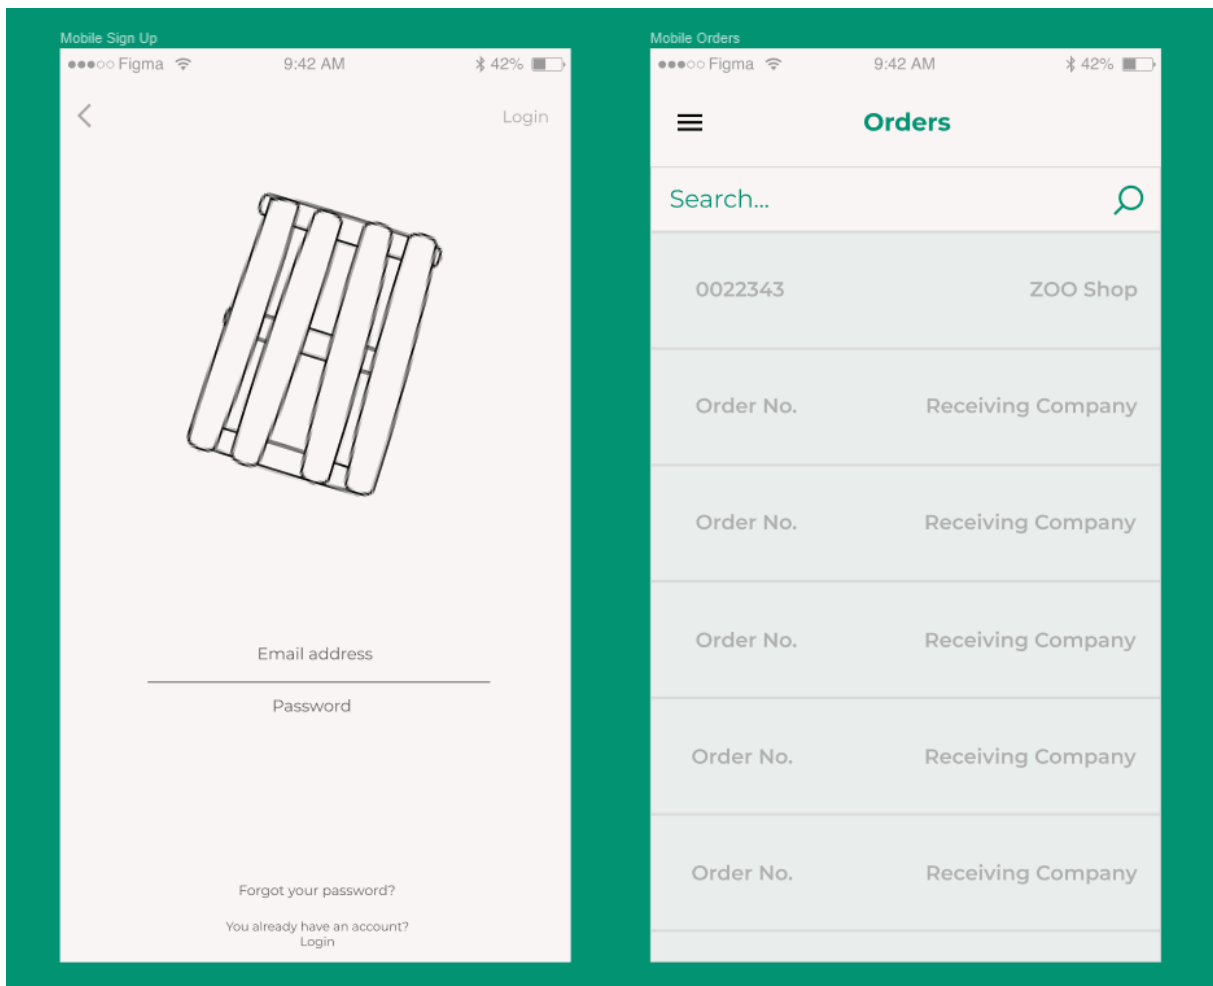 Mobile Sign Up
Figma 9:42 AM 42%
Login
Email address
Password
Forgot your password?
You already have an account?
Login
Mobile Orders
Figma 9:42 AM 42%
Orders
Search...
0022343 ZOO Shop
Order No. Receiving Company
Order No. Receiving Company
Order No. Receiving Company
Order No. Receiving Company
Order No. Receiving Company